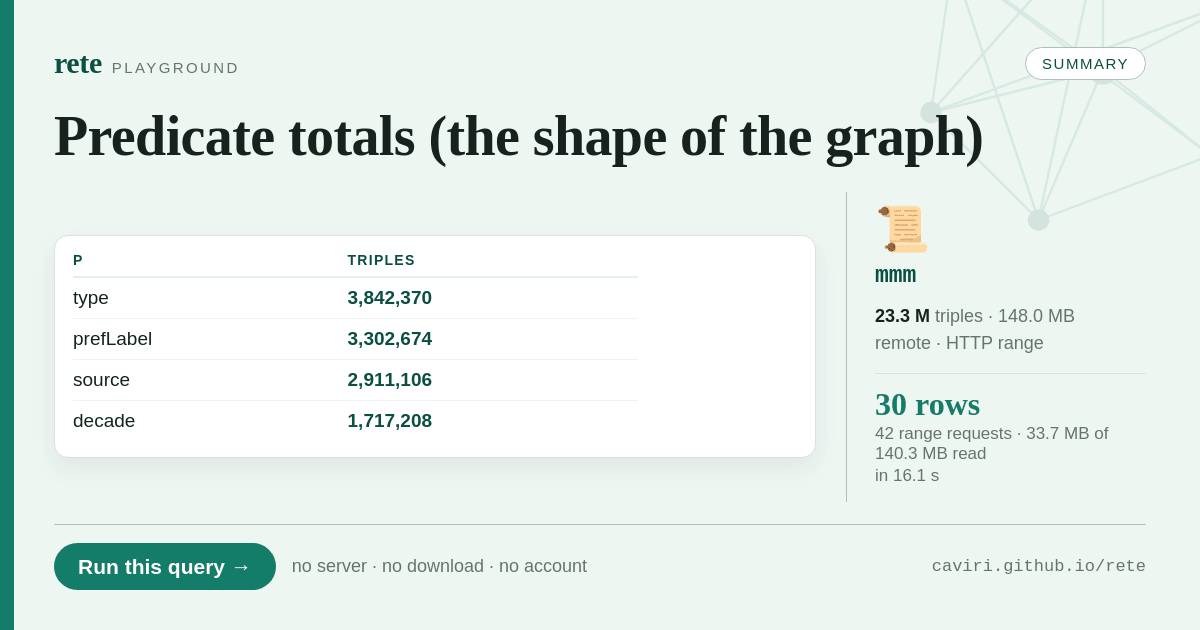 rete PLAYGROUND
SUMMARY
Predicate totals (the shape of the graph)
P TRIPLES
type 3,842,370
prefLabel 3,302,674
source 2,911,106
decade 1,717,208
mmm
23.3 M triples · 148.0 MB
remote · HTTP range
30 rows
42 range requests · 33.7 MB of
140.3 MB read
in 16.1 s
Run this query →
no server · no download · no account
caviri.github.io/rete